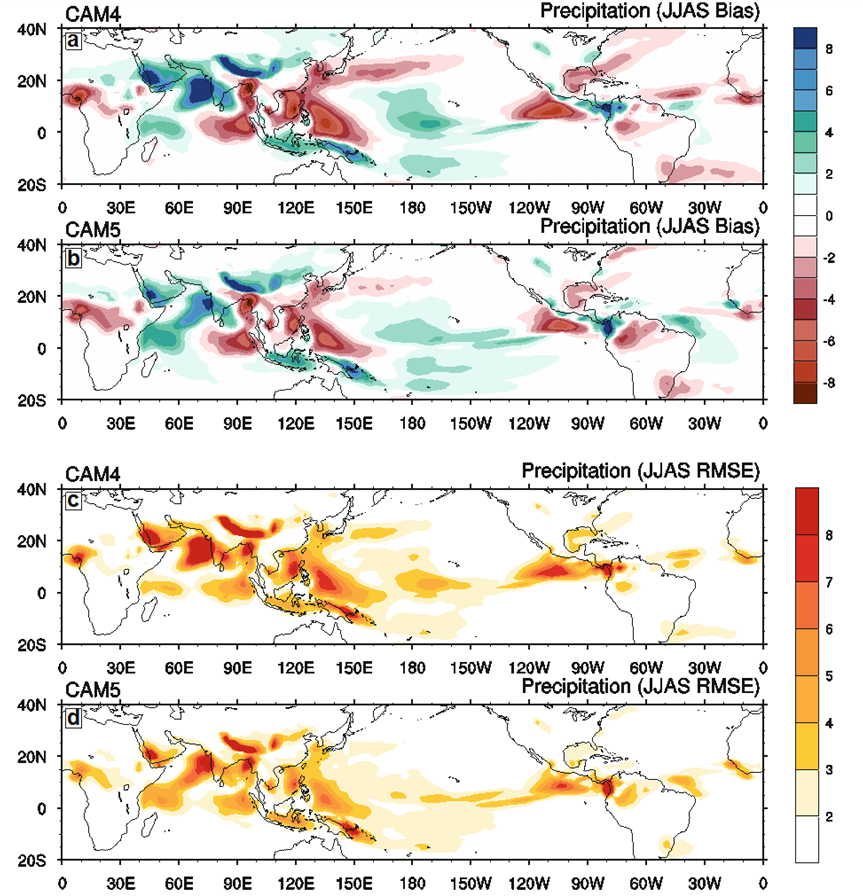 CAM4 Precipitation (JJAS Bias)
a
40N
20N
0
20S
0 30E 60E 90E 120E 150E 180 150W 120W 90W 60W 30W 0
CAM5 Precipitation (JJAS Bias)
b
40N
20N
0
20S
0 30E 60E 90E 120E 150E 180 150W 120W 90W 60W 30W 0
8
6
4
2
0
-2
-4
-6
-8
CAM4 Precipitation (JJAS RMSE)
c
40N
20N
0
20S
0 30E 60E 90E 120E 150E 180 150W 120W 90W 60W 30W 0
CAM5 Precipitation (JJAS RMSE)
d
40N
20N
0
20S
0 30E 60E 90E 120E 150E 180 150W 120W 90W 60W 30W 0
8
7
6
5
4
3
2